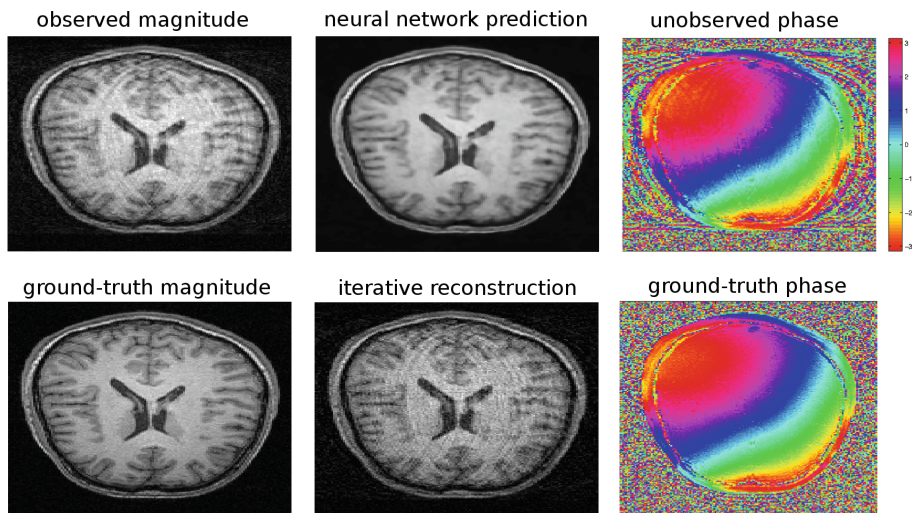 observed magnitude
neural network prediction
unobserved phase
3
2
1
0
-1
-2
-3
ground-truth magnitude
iterative reconstruction
ground-truth phase